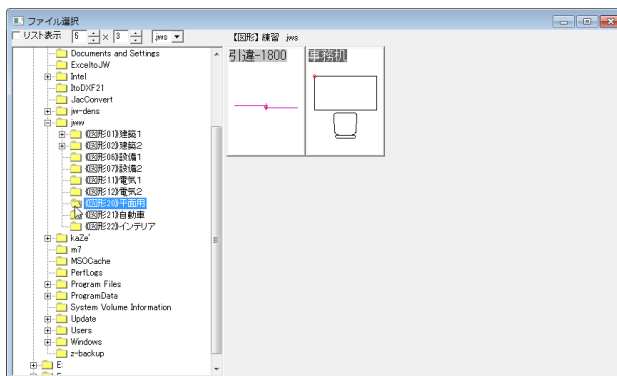 ファイル選択
リスト表示 5 × 3 jws 【図形】練習 jws
Documents and Settings
ExceltoJW
Intel
ItoDXF21
JacConvert
jw-dens
jww
《図形01》建築1
《図形02》建築2
《図形06》設備1
《図形07》設備2
《図形11》電気1
《図形12》電気2
《図形20》平面用
《図形21》自動車
《図形22》インテリア
kaZe'
m7
MSOCache
PerfLogs
Program Files
ProgramData
System Volume Information
Update
Users
Windows
z-backup
E:
引違-1800
事務机